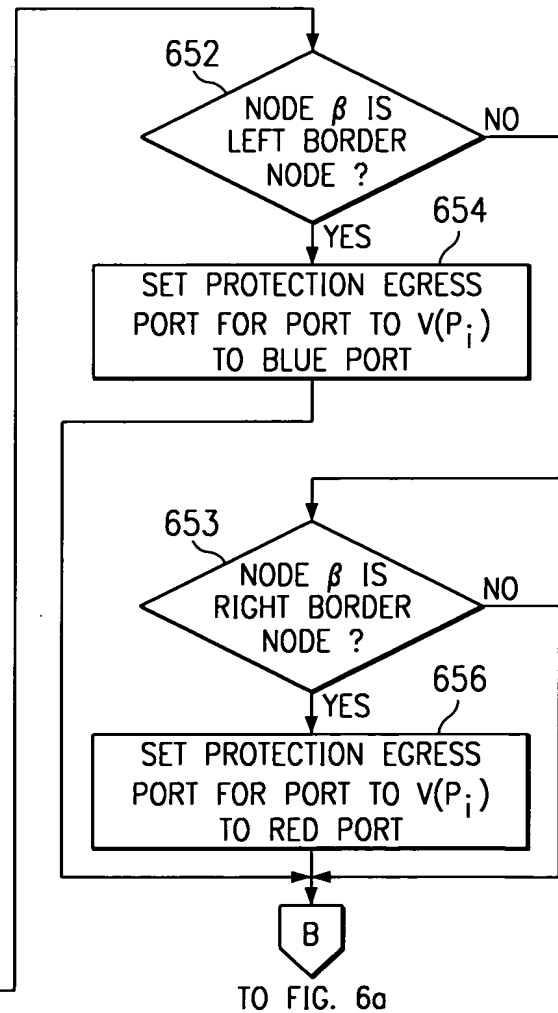 652
NODE β IS
LEFT BORDER
NODE ?
NO
YES
654
SET PROTECTION EGRESS
PORT FOR PORT TO V(Pi)
TO BLUE PORT
653
NODE β IS
RIGHT BORDER
NODE ?
NO
YES
656
SET PROTECTION EGRESS
PORT FOR PORT TO V(Pi)
TO RED PORT
B
TO FIG. 6a